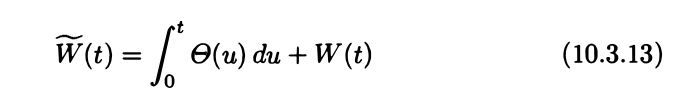 W̃(t) = ∫₀ᵗ Θ(u) du + W(t) (10.3.13)